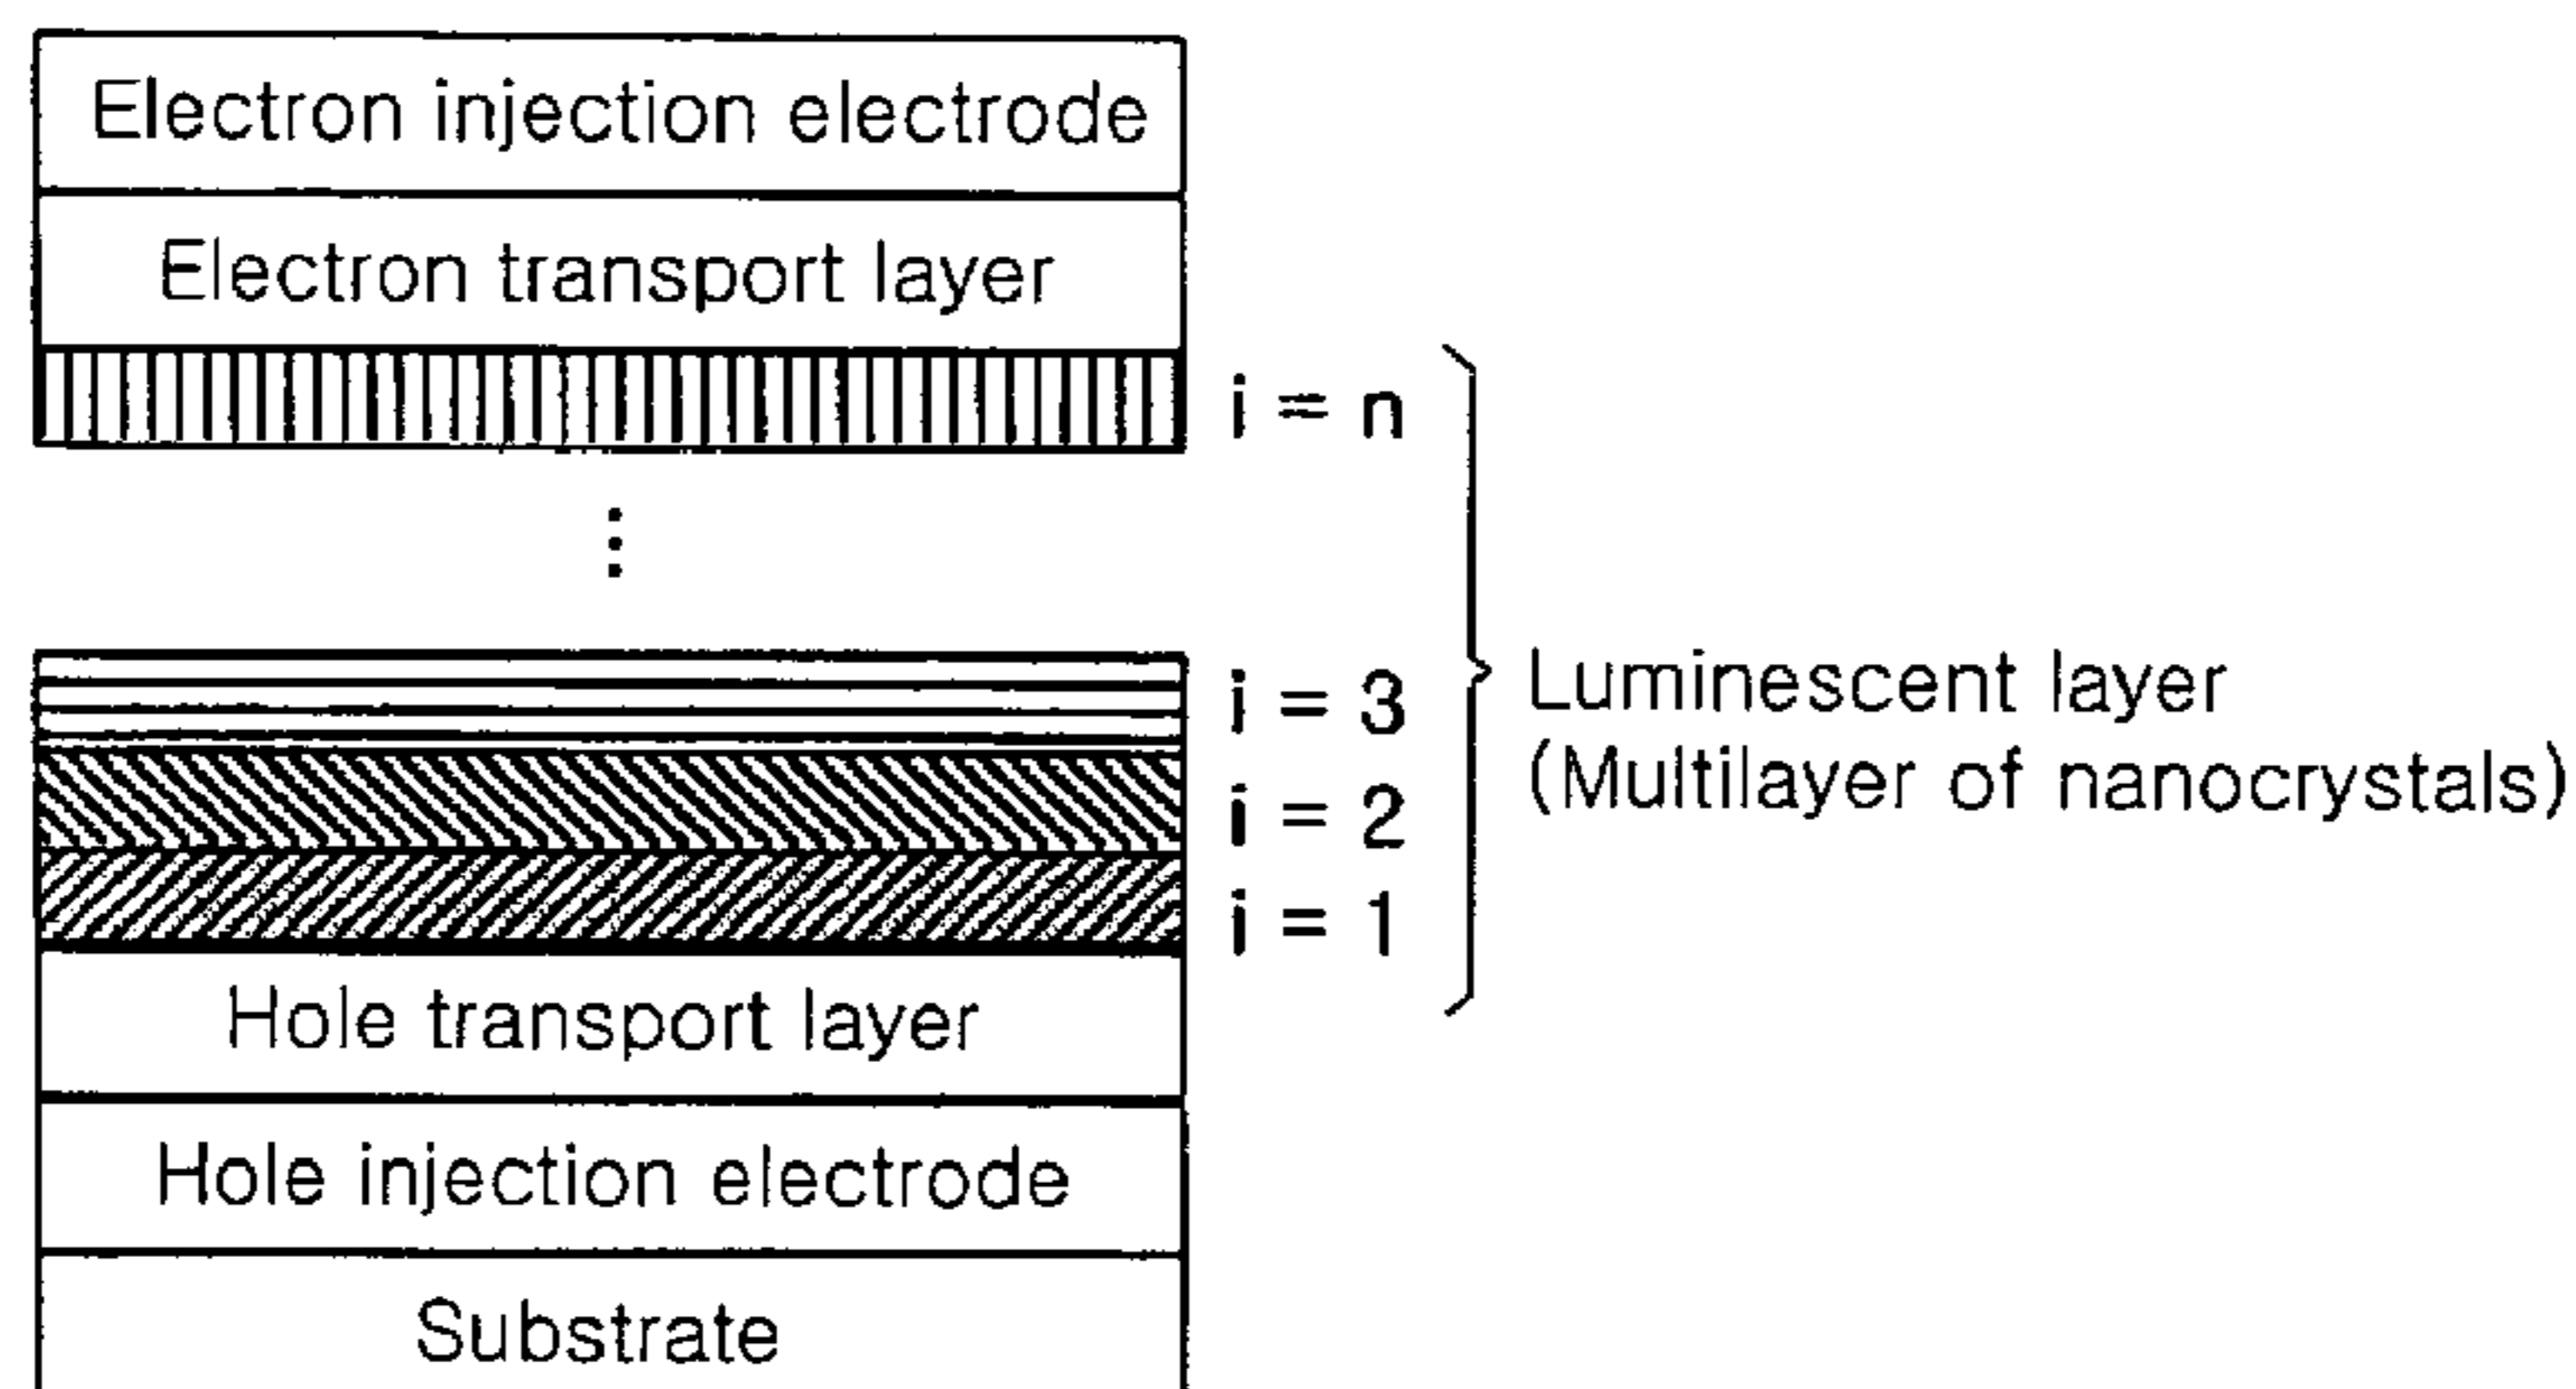 Electron injection electrode
Electron transport layer
i = n
⋮
i = 3
Luminescent layer
(Multilayer of nanocrystals)
i = 2
i = 1
Hole transport layer
Hole injection electrode
Substrate